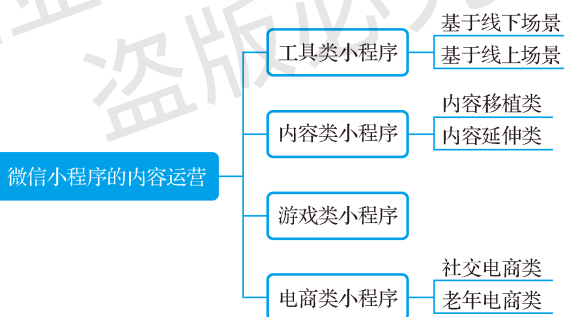 盗版必究
基于线下场景
工具类小程序
基于线上场景
内容移植类
内容类小程序
内容延伸类
微信小程序的内容运营
游戏类小程序
社交电商类
电商类小程序
老年电商类